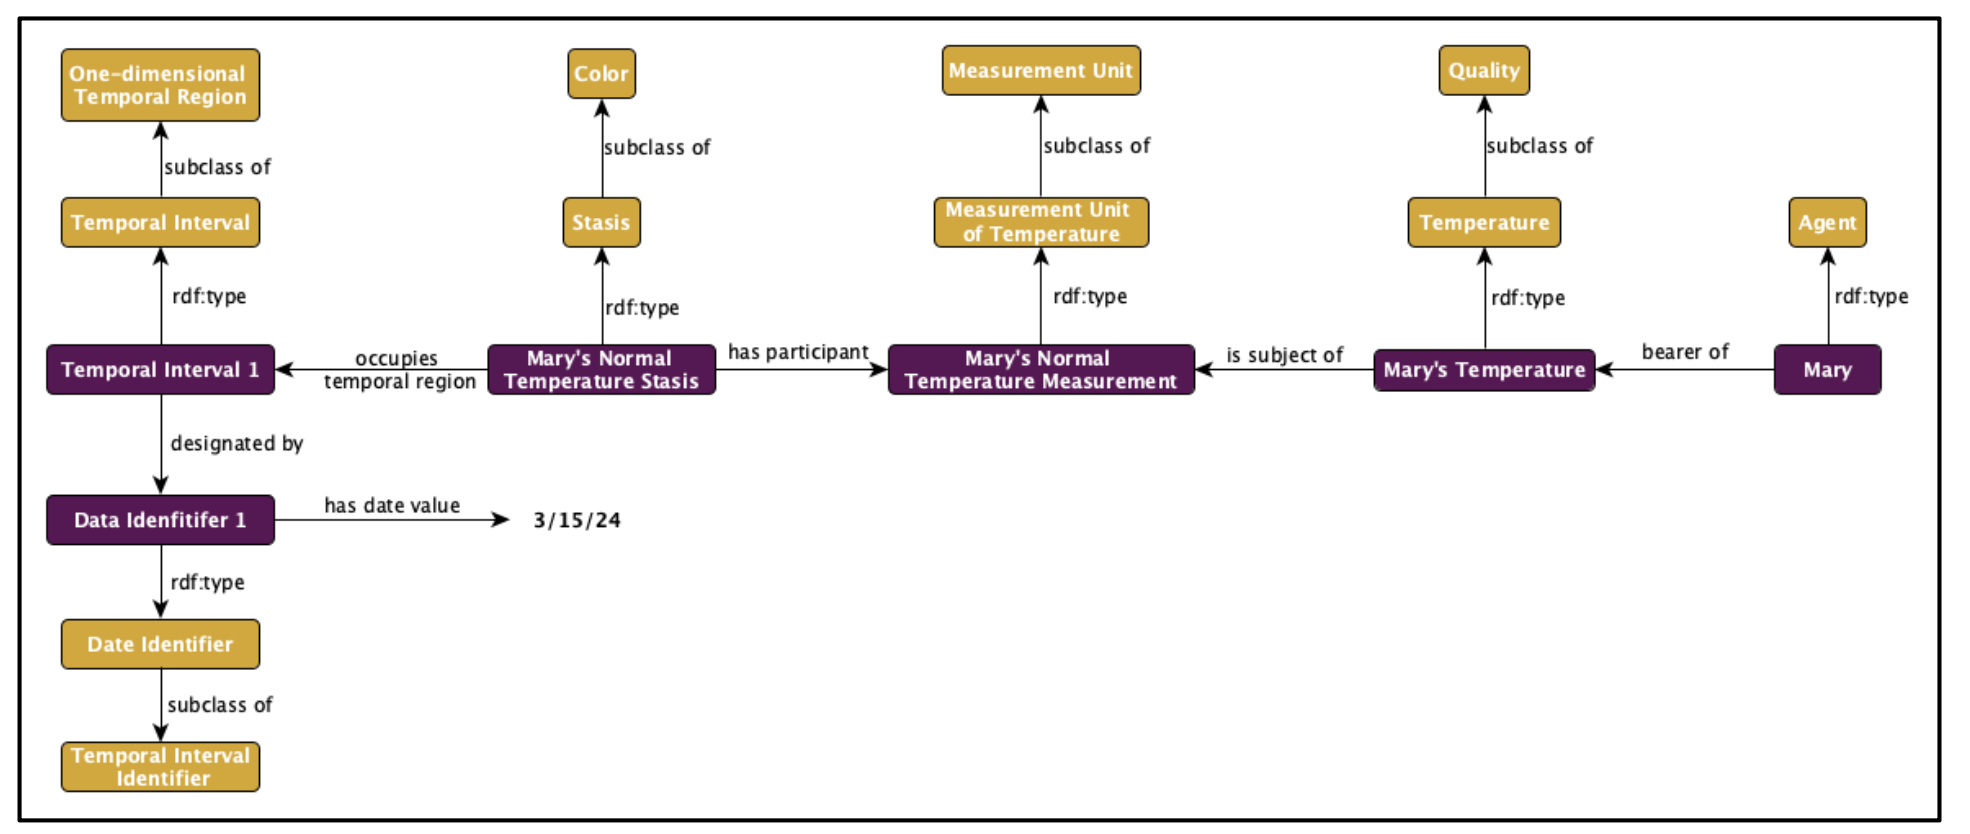 One-dimensional
Temporal Region
Color
Measurement Unit
Quality
subclass of
subclass of
subclass of
subclass of
Temporal Interval
Stasis
Measurement Unit
of Temperature
Temperature
Agent
rdf:type
rdf:type
rdf:type
rdf:type
rdf:type
Temporal Interval 1
occupies
temporal region
Mary's Normal
Temperature Stasis
has participant
Mary's Normal
Temperature Measurement
is subject of
Mary's Temperature
bearer of
Mary
designated by
Data Idenfitifer 1
has date value
3/15/24
rdf:type
Date Identifier
subclass of
Temporal Interval
Identifier